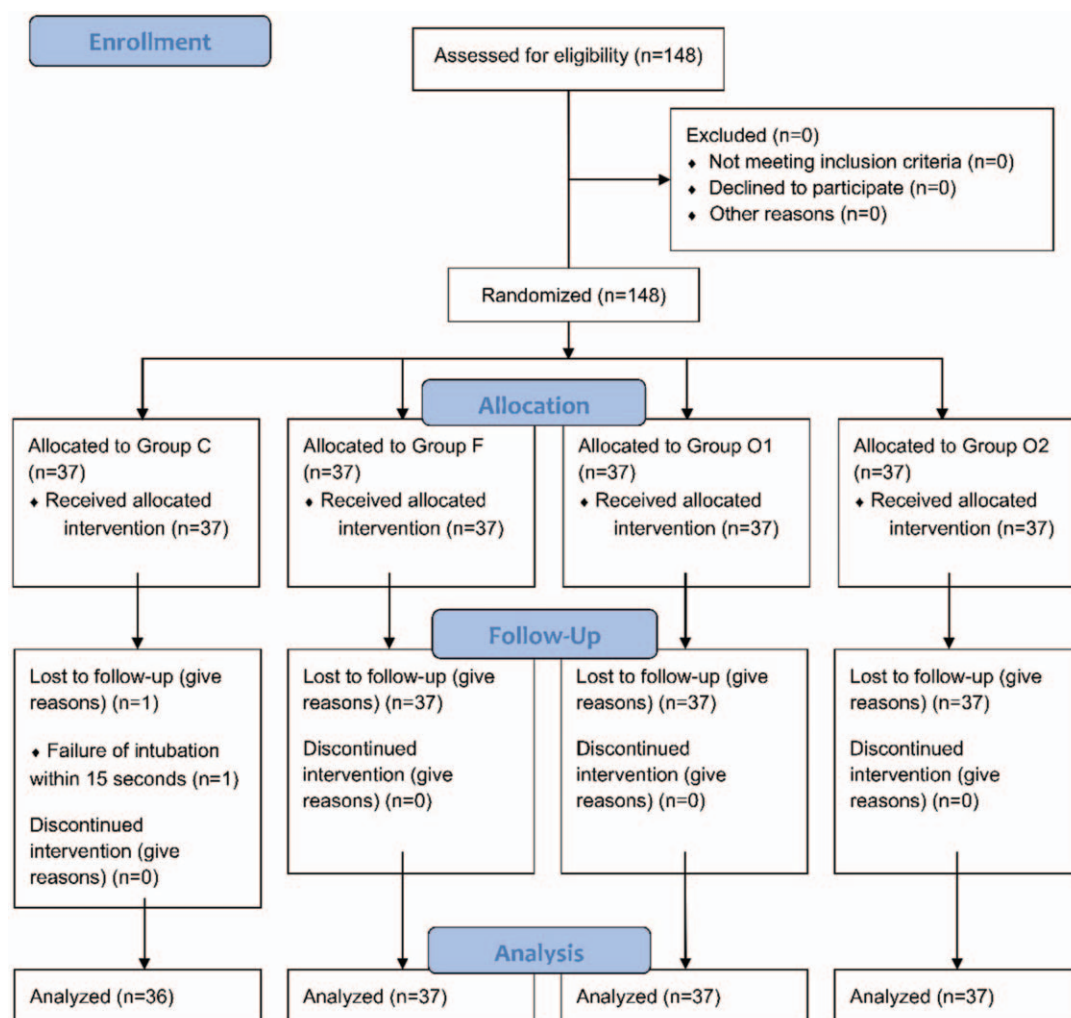 Enrollment
Assessed for eligibility (n=148)
Excluded (n=0)
♦ Not meeting inclusion criteria (n=0)
♦ Declined to participate (n=0)
♦ Other reasons (n=0)
Randomized (n=148)
Allocation
Allocated to Group C
(n=37)
♦ Received allocated
intervention (n=37)
Allocated to Group F
(n=37)
♦ Received allocated
intervention (n=37)
Allocated to Group O1
(n=37)
♦ Received allocated
intervention (n=37)
Allocated to Group O2
(n=37)
♦ Received allocated
intervention (n=37)
Follow-Up
Lost to follow-up (give
reasons) (n=1)
♦ Failure of intubation
within 15 seconds (n=1)
Discontinued
intervention (give
reasons) (n=0)
Lost to follow-up (give
reasons) (n=37)
Discontinued
intervention (give
reasons) (n=0)
Lost to follow-up (give
reasons) (n=37)
Discontinued
intervention (give
reasons) (n=0)
Lost to follow-up (give
reasons) (n=37)
Discontinued
intervention (give
reasons) (n=0)
Analysis
Analyzed (n=36)
Analyzed (n=37)
Analyzed (n=37)
Analyzed (n=37)